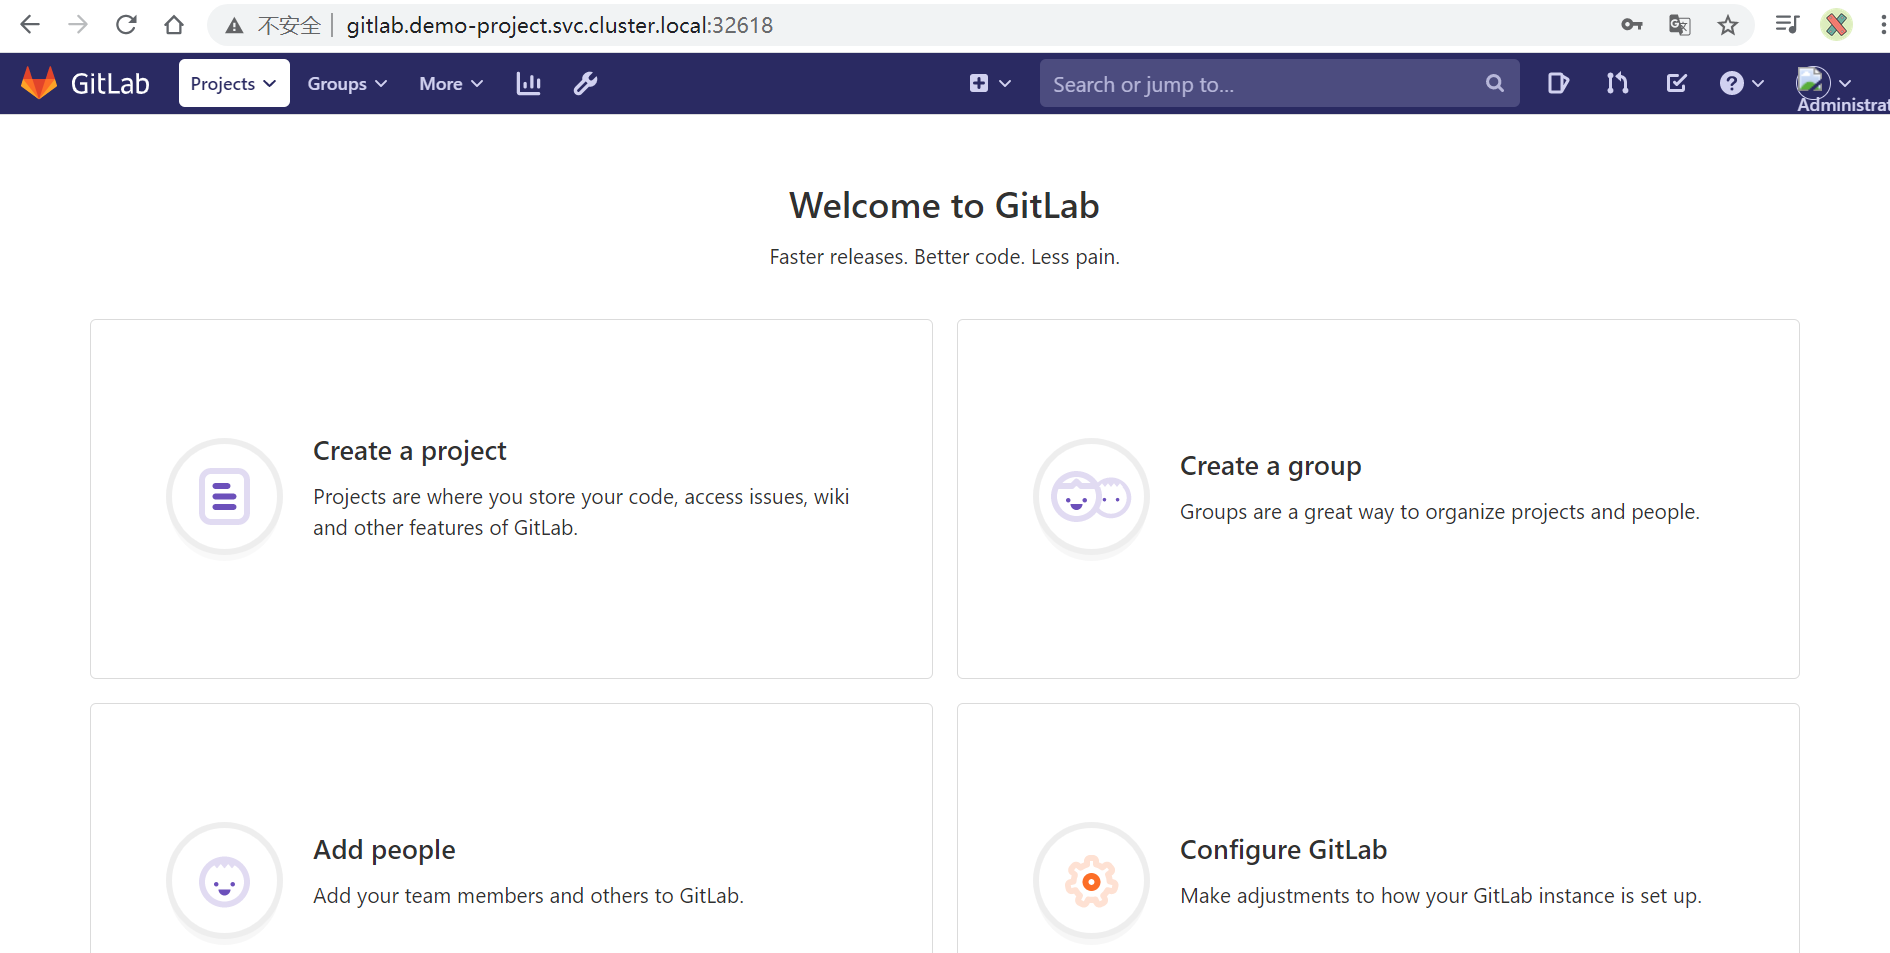 不安全 gitlab.demo-project.svc.cluster.local:32618
GitLab Projects Groups More Search or jump to...
Administrat
Welcome to GitLab
Faster releases. Better code. Less pain.
Create a project
Projects are where you store your code, access issues, wiki
and other features of GitLab.
Create a group
Groups are a great way to organize projects and people.
Add people
Add your team members and others to GitLab.
Configure GitLab
Make adjustments to how your GitLab instance is set up.